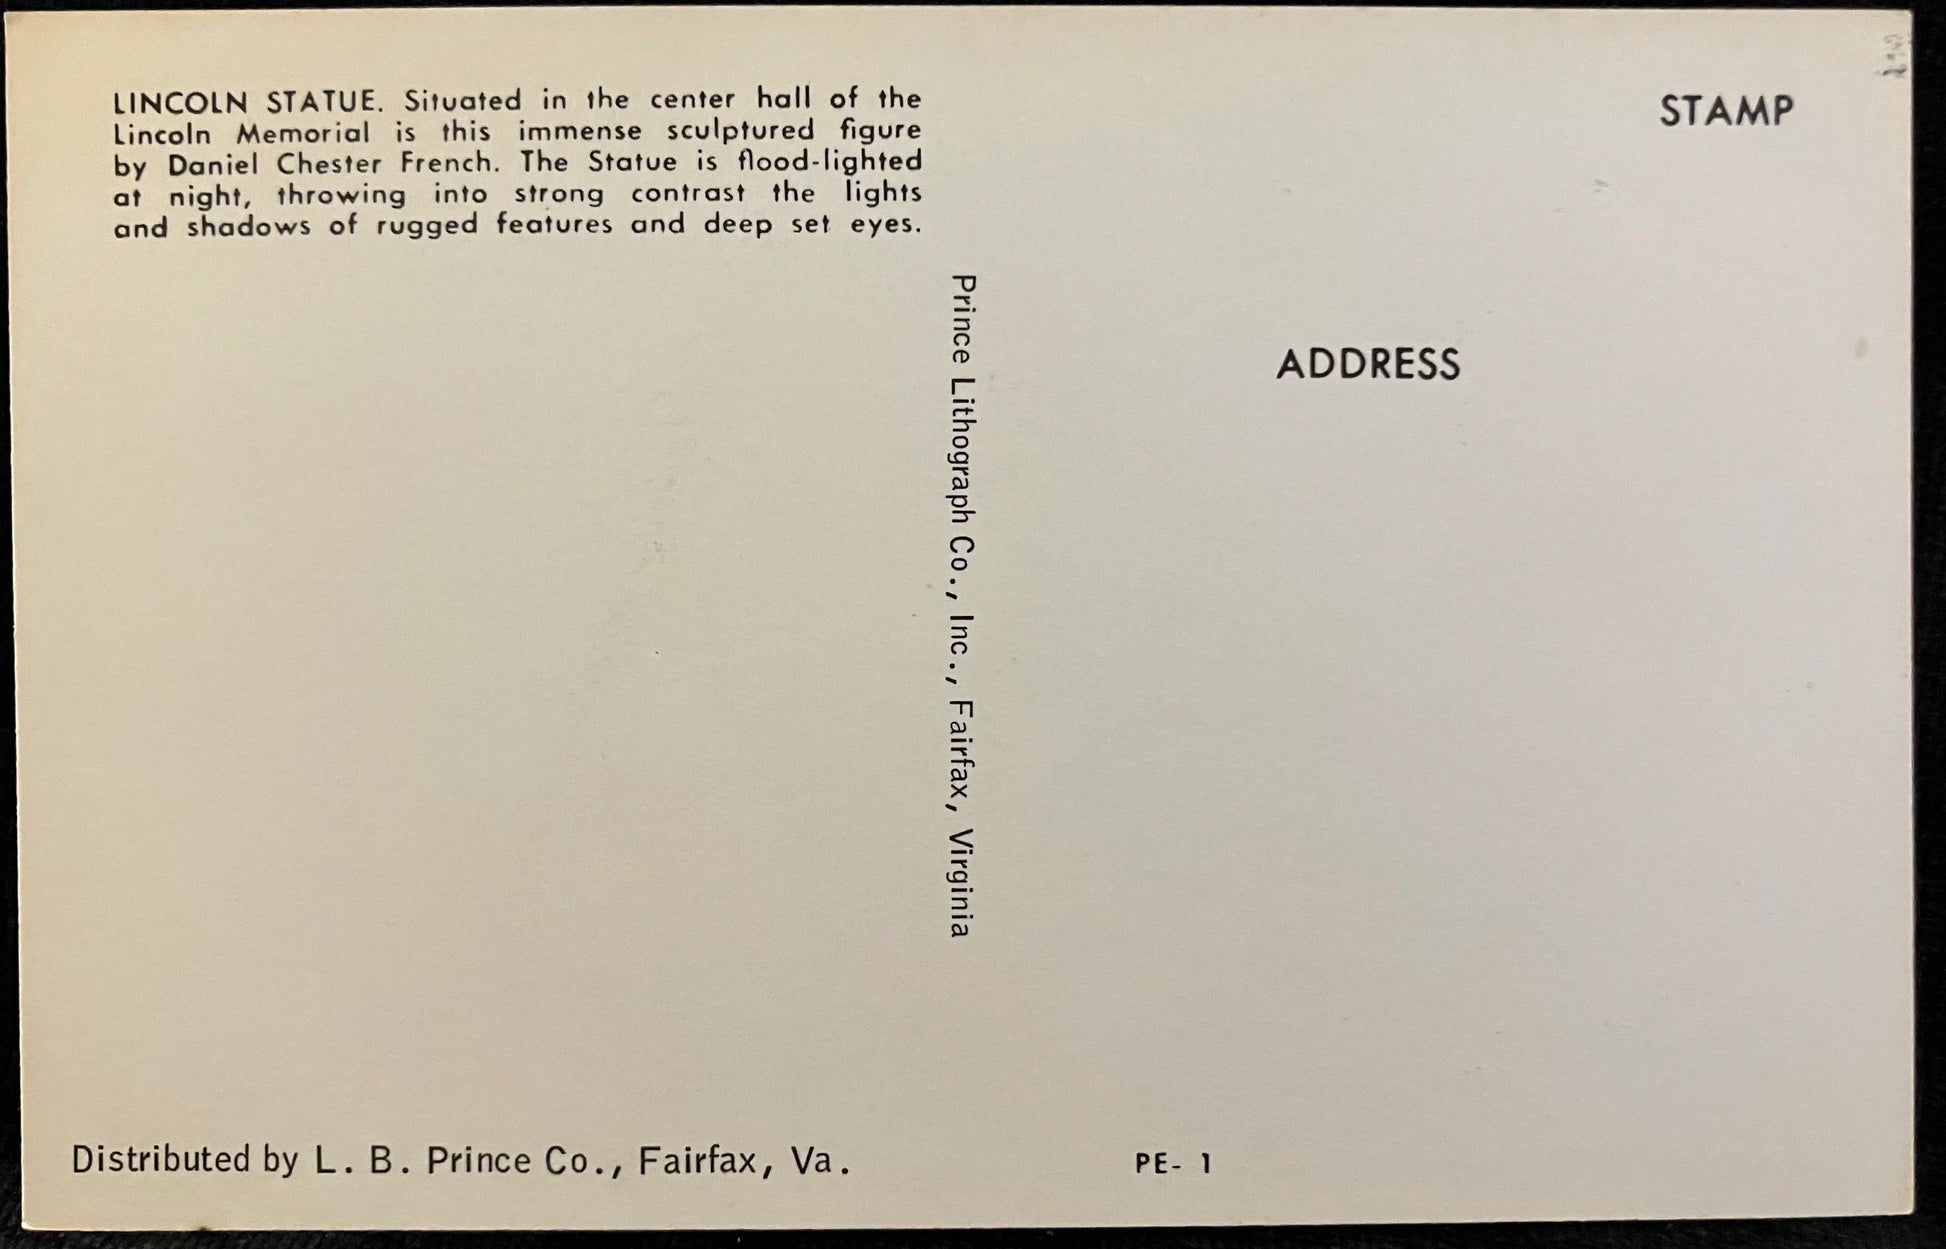 LINCOLN STATUE. Situated in the center hall of the
Lincoln Memorial is this immense sculptured figure
by Daniel Chester French. The Statue is flood-lighted
at night, throwing into strong contrast the lights
and shadows of rugged features and deep set eyes.
Prince Lithograph Co., Inc., Fairfax, Virginia
STAMP
ADDRESS
Distributed by L. B. Prince Co., Fairfax, Va.
PE- 1